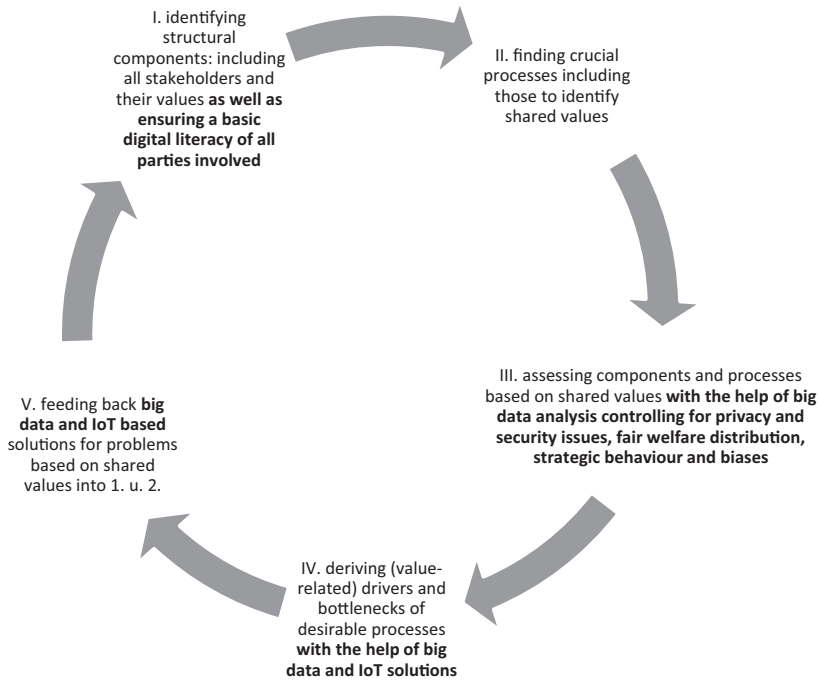 I. identifying
structural
components: including
all stakeholders and
their values as well as
ensuring a basic
digital literacy of all
parties involved
II. finding crucial
processes including
those to identify
shared values
III. assessing components and processes
based on shared values with the help of big
data analysis controlling for privacy and
security issues, fair welfare distribution,
strategic behaviour and biases
IV. deriving (value-
related) drivers and
bottlenecks of
desirable processes
with the help of big
data and IoT solutions
V. feeding back big
data and IoT based
solutions for problems
based on shared
values into 1. u. 2.